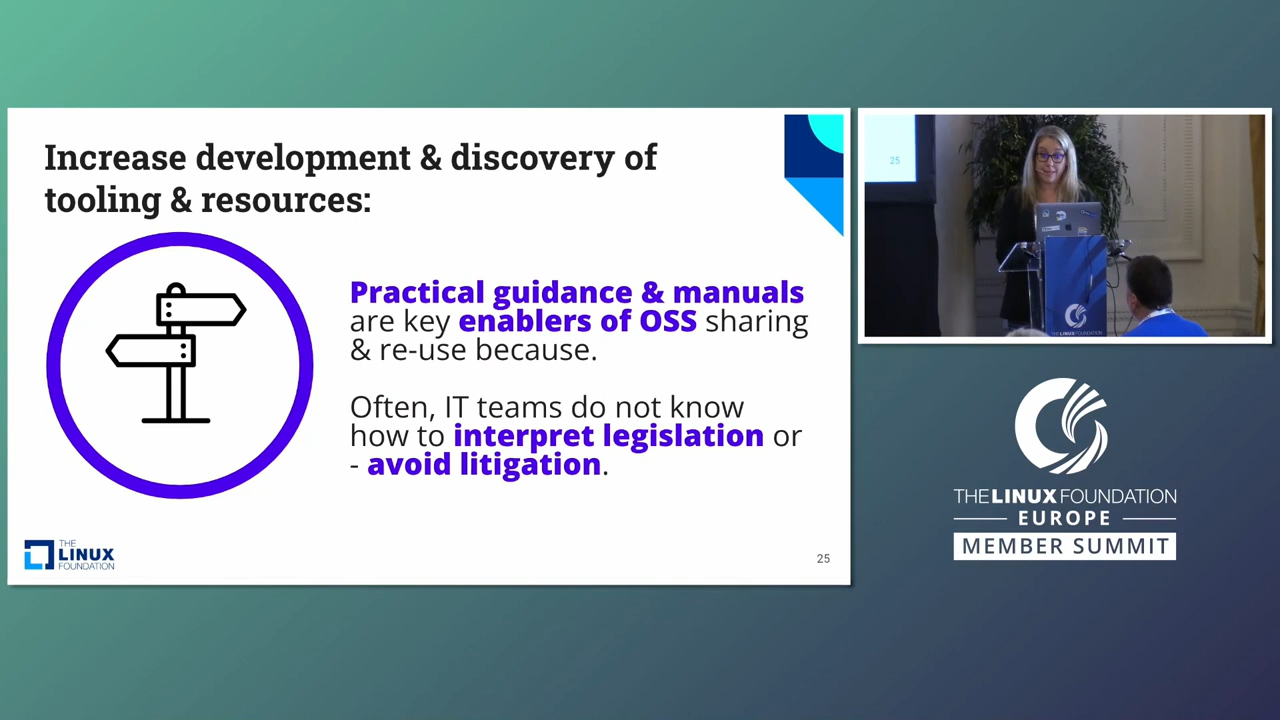 Increase development & discovery of
tooling & resources:
Practical guidance & manuals
are key enablers of OSS sharing
& re-use because.
Often, IT teams do not know
how to interpret legislation or
- avoid litigation.
THE
LINUX
FOUNDATION
25
25
THE LINUX FOUNDATION
EUROPE
MEMBER SUMMIT